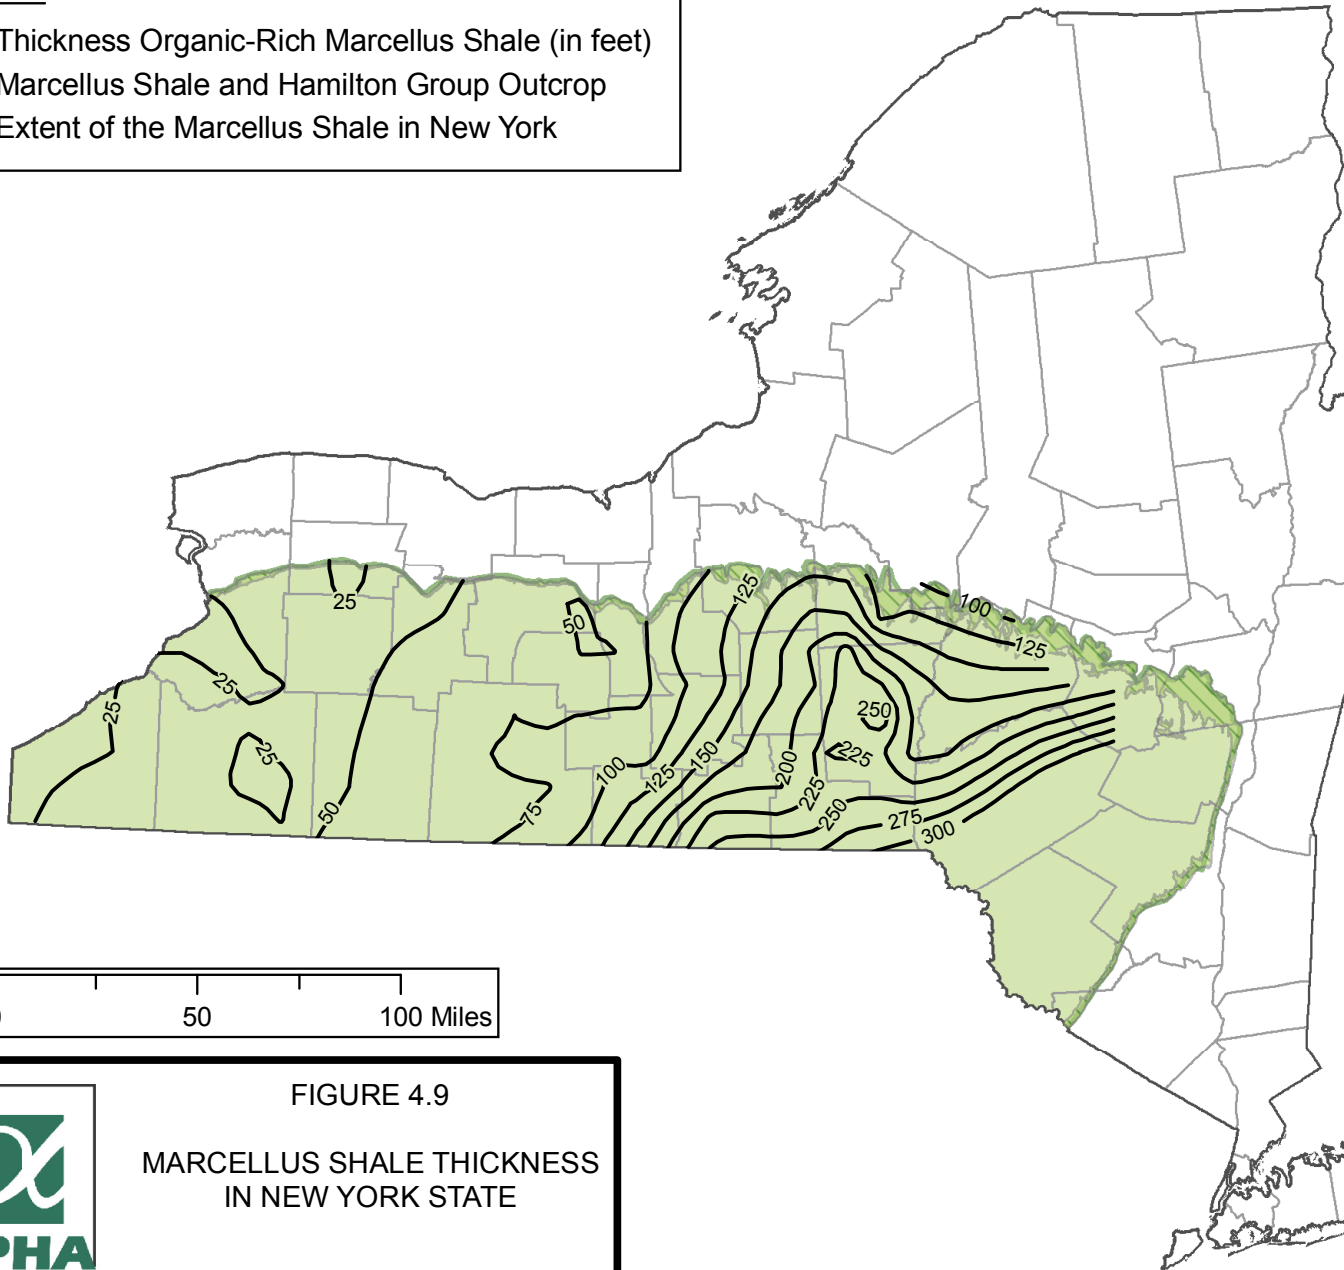 Thickness Organic-Rich Marcellus Shale (in feet)
Marcellus Shale and Hamilton Group Outcrop
Extent of the Marcellus Shale in New York
25
125
50
100
125
25
25
250
25
225
150
200
100
125
225
50
75
250
275
300
50
100 Miles
FIGURE 4.9
MARCELLUS SHALE THICKNESS
IN NEW YORK STATE
PHA